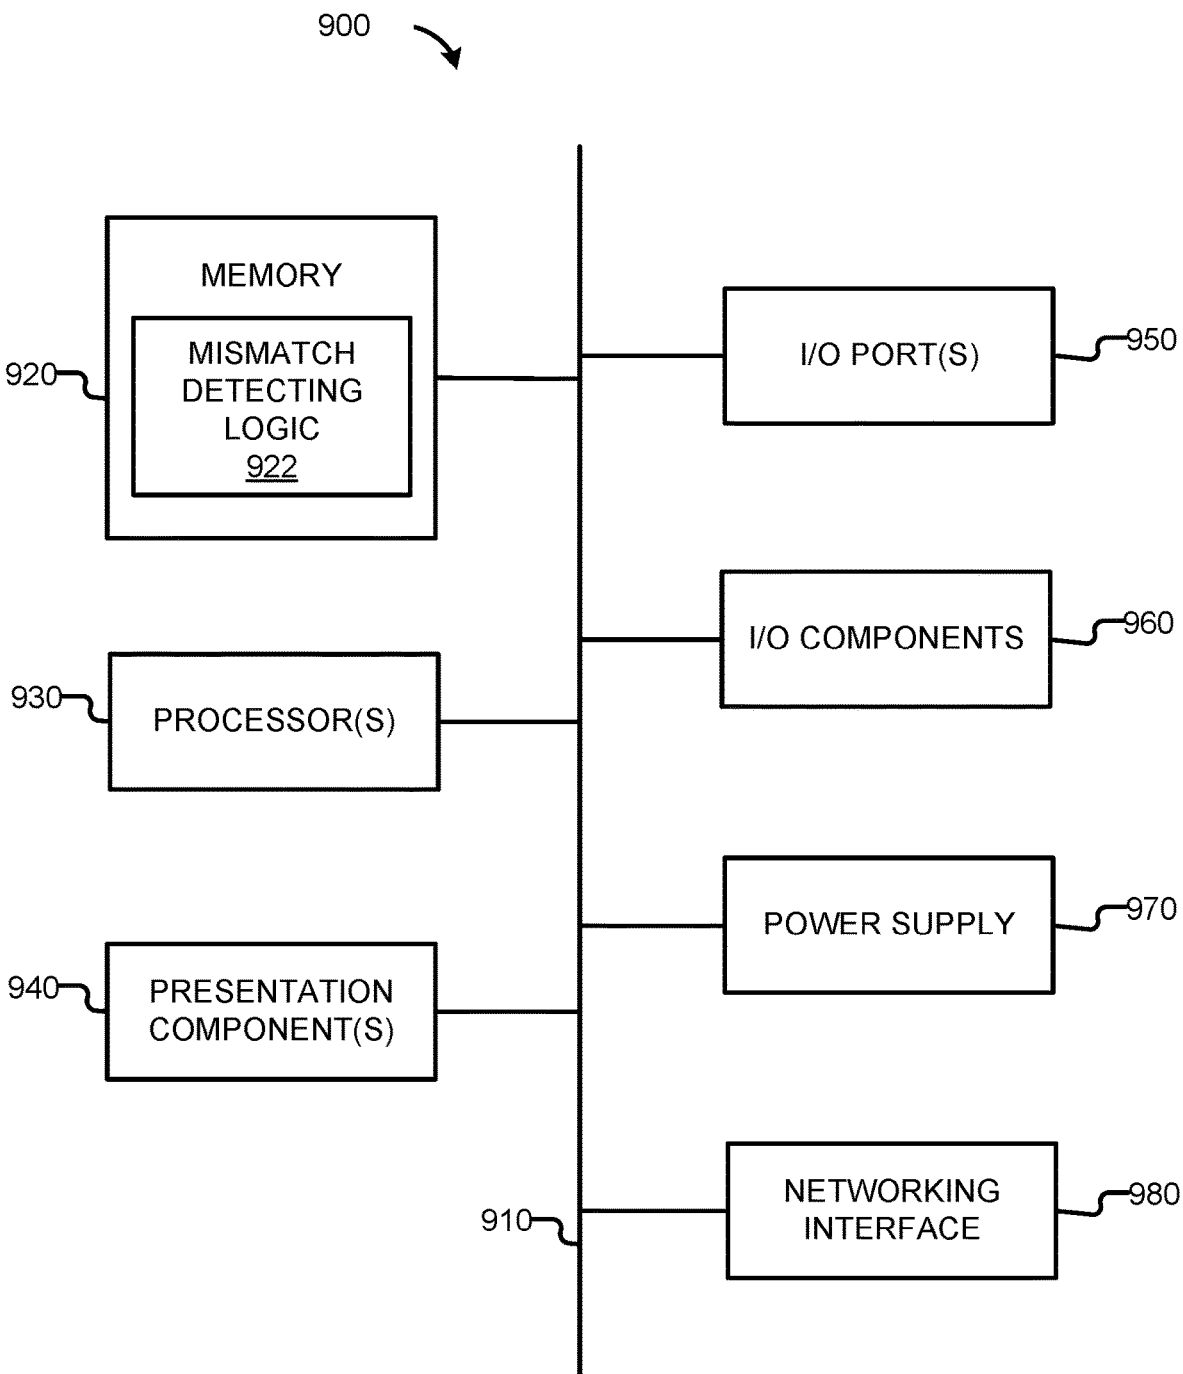 900
MEMORY
MISMATCH
DETECTING
LOGIC
922
920
I/O PORT(S)
950
I/O COMPONENTS
960
930
PROCESSOR(S)
POWER SUPPLY
970
940
PRESENTATION
COMPONENT(S)
NETWORKING
INTERFACE
980
910